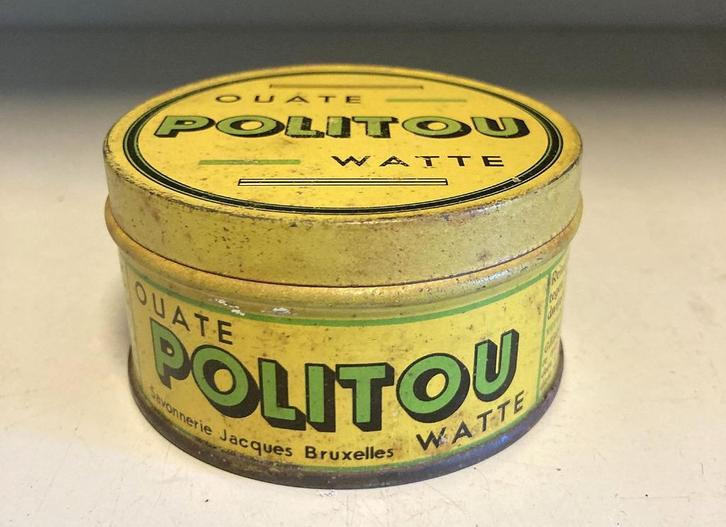 OUATE
POLITOU
WATTE
OUATE
POLITOU
WATTE
Savonnerie Jacques Bruxelles